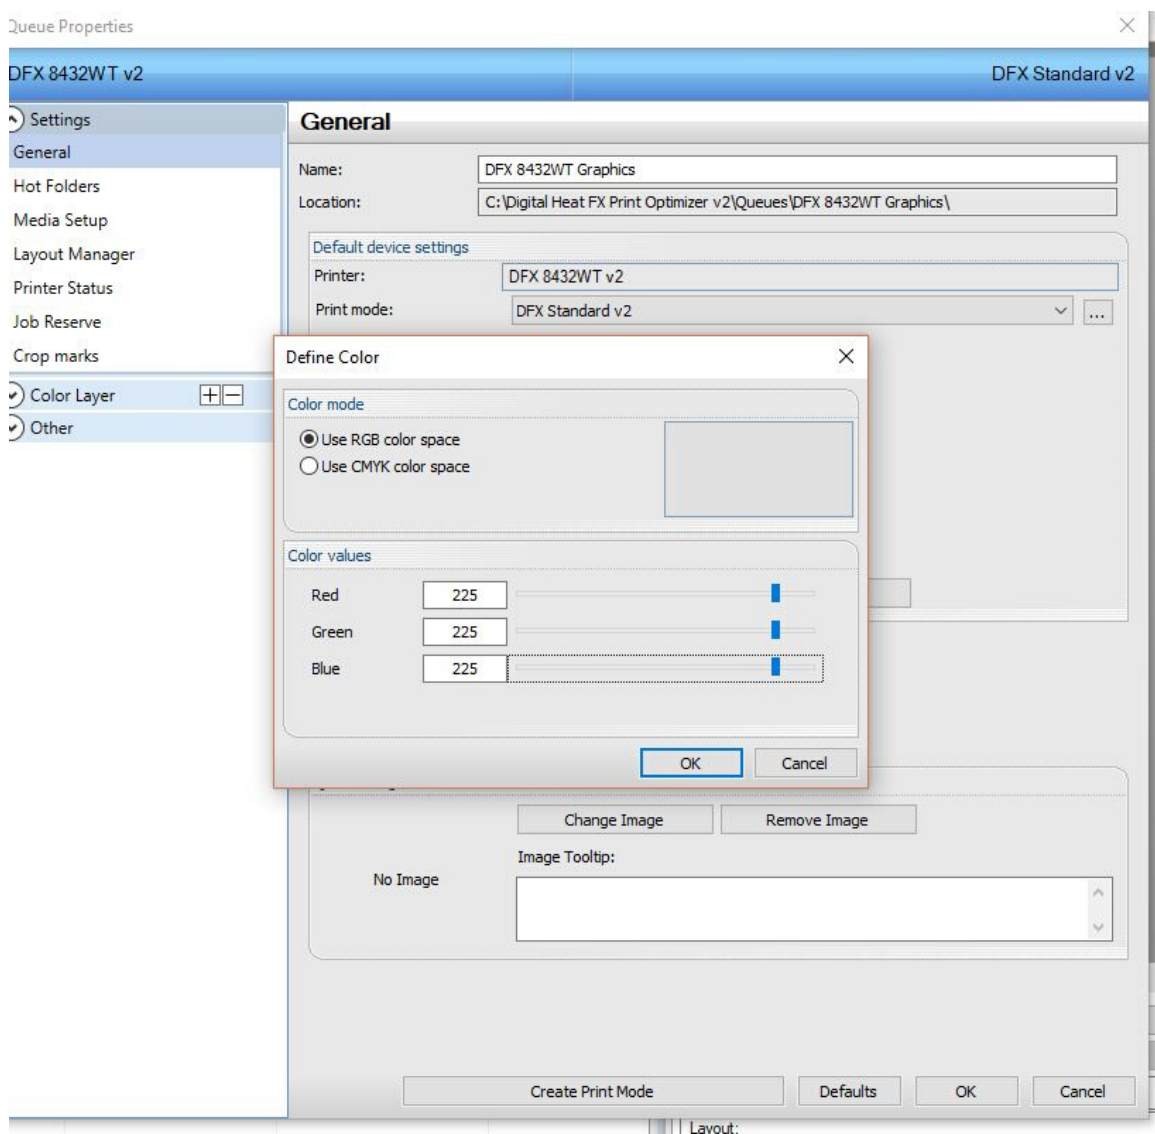 Queue Properties
DFX 8432WT v2 DFX Standard v2
Settings
General
Hot Folders
Media Setup
Layout Manager
Printer Status
Job Reserve
Crop marks
Color Layer
Other
General
Name: DFX 8432WT Graphics
Location: C:\Digital Heat FX Print Optimizer v2\Queues\DFX 8432WT Graphics\
Default device settings
Printer: DFX 8432WT v2
Print mode: DFX Standard v2 ...
Define Color
Color mode
Use RGB color space
Use CMYK color space
Color values
Red 225
Green 225
Blue 225
OK Cancel
Change Image Remove Image
No Image
Image Tooltip:
Create Print Mode Defaults OK Cancel
Layout: